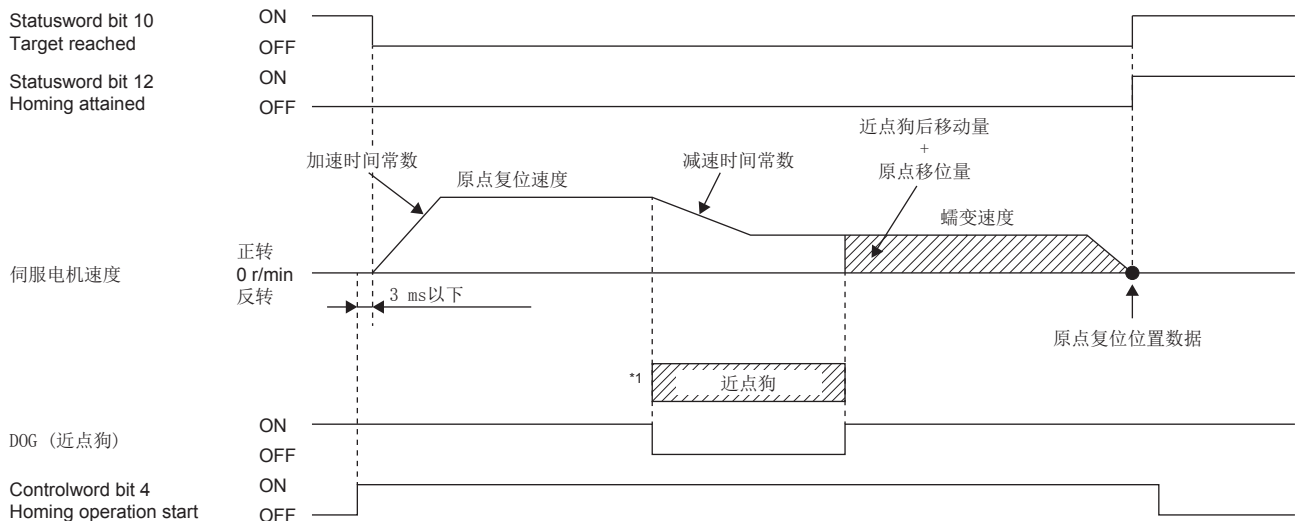 Statusword bit 10
Target reached
ON
OFF
Statusword bit 12
Homing attained
ON
OFF
近点狗后移动量
+
原点移位量
加速时间常数
原点复位速度
减速时间常数
蠕变速度
伺服电机速度
正转
0 r/min
反转
3 ms以下
原点复位位置数据
*1
近点狗
DOG (近点狗)
ON
OFF
Controlword bit 4
Homing operation start
ON
OFF